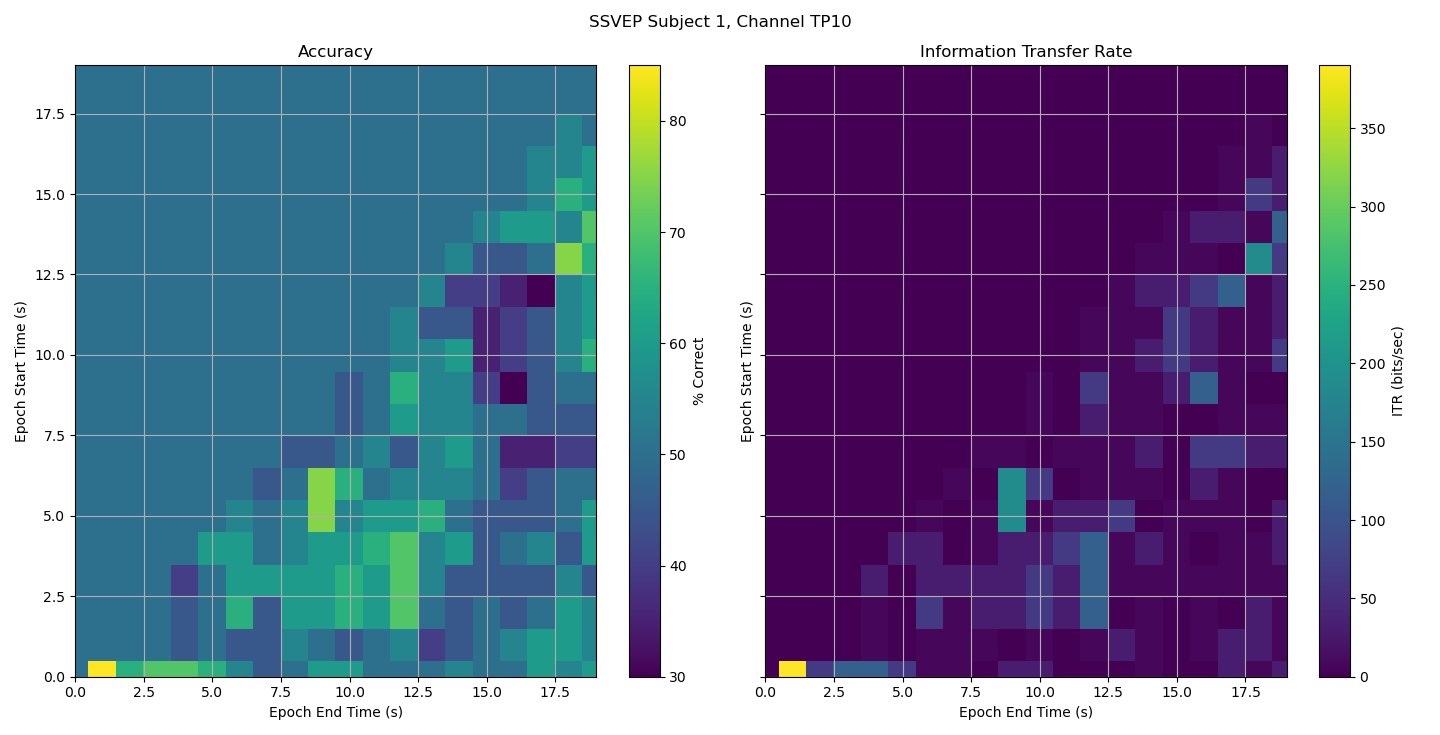 SSVEP Subject 1, Channel TP10
Accuracy
Information Transfer Rate
17.5
15.0
12.5
10.0
7.5
5.0
2.5
0.0
Epoch Start Time (s)
0.0 2.5 5.0 7.5 10.0 12.5 15.0 17.5
Epoch End Time (s)
80
70
60
50
40
30
% Correct
Epoch Start Time (s)
0.0 2.5 5.0 7.5 10.0 12.5 15.0 17.5
Epoch End Time (s)
350
300
250
200
150
100
50
0
ITR (bits/sec)